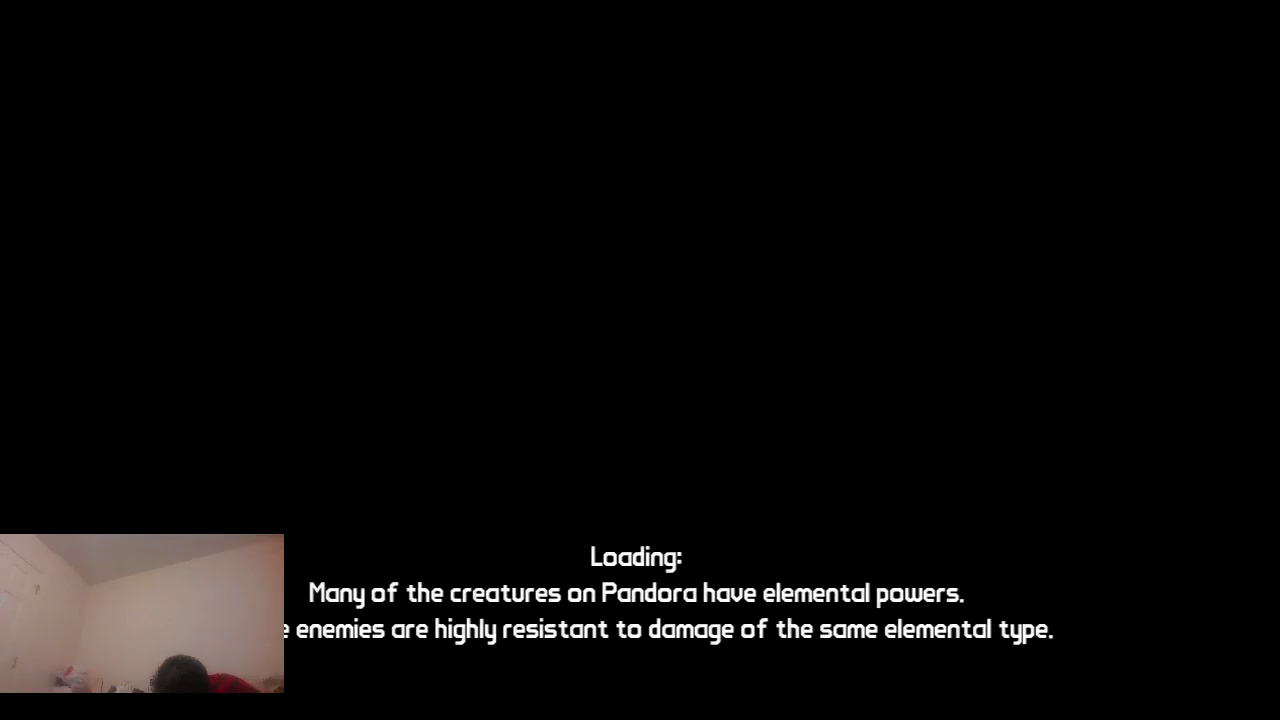 Loading:
Many of the creatures on Pandora have elemental powers.
enemies are highly resistant to damage of the same elemental type.